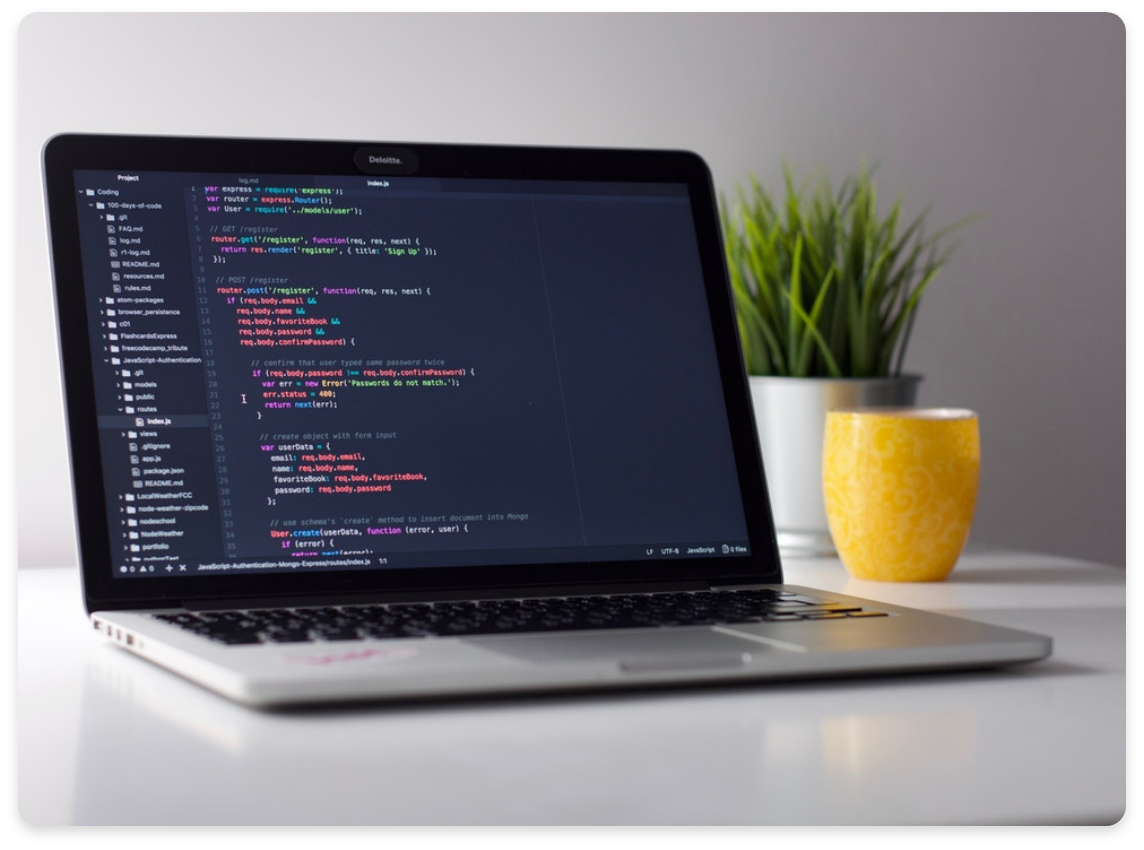 Deloitte.
Project
log.md
index.js
Coding
100-days-of-code
.git
FAQ.md
log.md
r1-log.md
README.md
resources.md
rules.md
atom-packages
browser_persistence
c01
FlashcardsExpress
freecodecamp_tribute
JavaScript-Authentication
.git
models
public
routes
index.js
views
.gitignore
app.js
package.json
README.md
LocalWeatherFCC
node-weather-zipcode
nodeschool
NodeWeather
portfolio
pythonTest
1 var express = require('express');
2 var router = express.Router();
3 var User = require('../models/user');
4
5 // GET /register
6 router.get('/register', function(req, res, next) {
7 return res.render('register', { title: 'Sign Up' });
8 });
9
10 // POST /register
11 router.post('/register', function(req, res, next) {
12 if (req.body.email &&
13 req.body.name &&
14 req.body.favoriteBook &&
15 req.body.password &&
16 req.body.confirmPassword) {
17
18 // confirm that user typed same password twice
19 if (req.body.password !== req.body.confirmPassword) {
20 var err = new Error('Passwords do not match.');
21 err.status = 400;
22 return next(err);
23 }
24
25 // create object with form input
26 var userData = {
27 email: req.body.email,
28 name: req.body.name,
29 favoriteBook: req.body.favoriteBook,
30 password: req.body.password
31 };
32
33 // use schema's `create` method to insert document into Mongo
34 User.create(userData, function (error, user) {
35 if (error) {
36 return next(error);
0 0 + × JavaScript-Authentication-Mongo-Express/routes/index.js 1:1
LF UTF-8 JavaScript 0 files